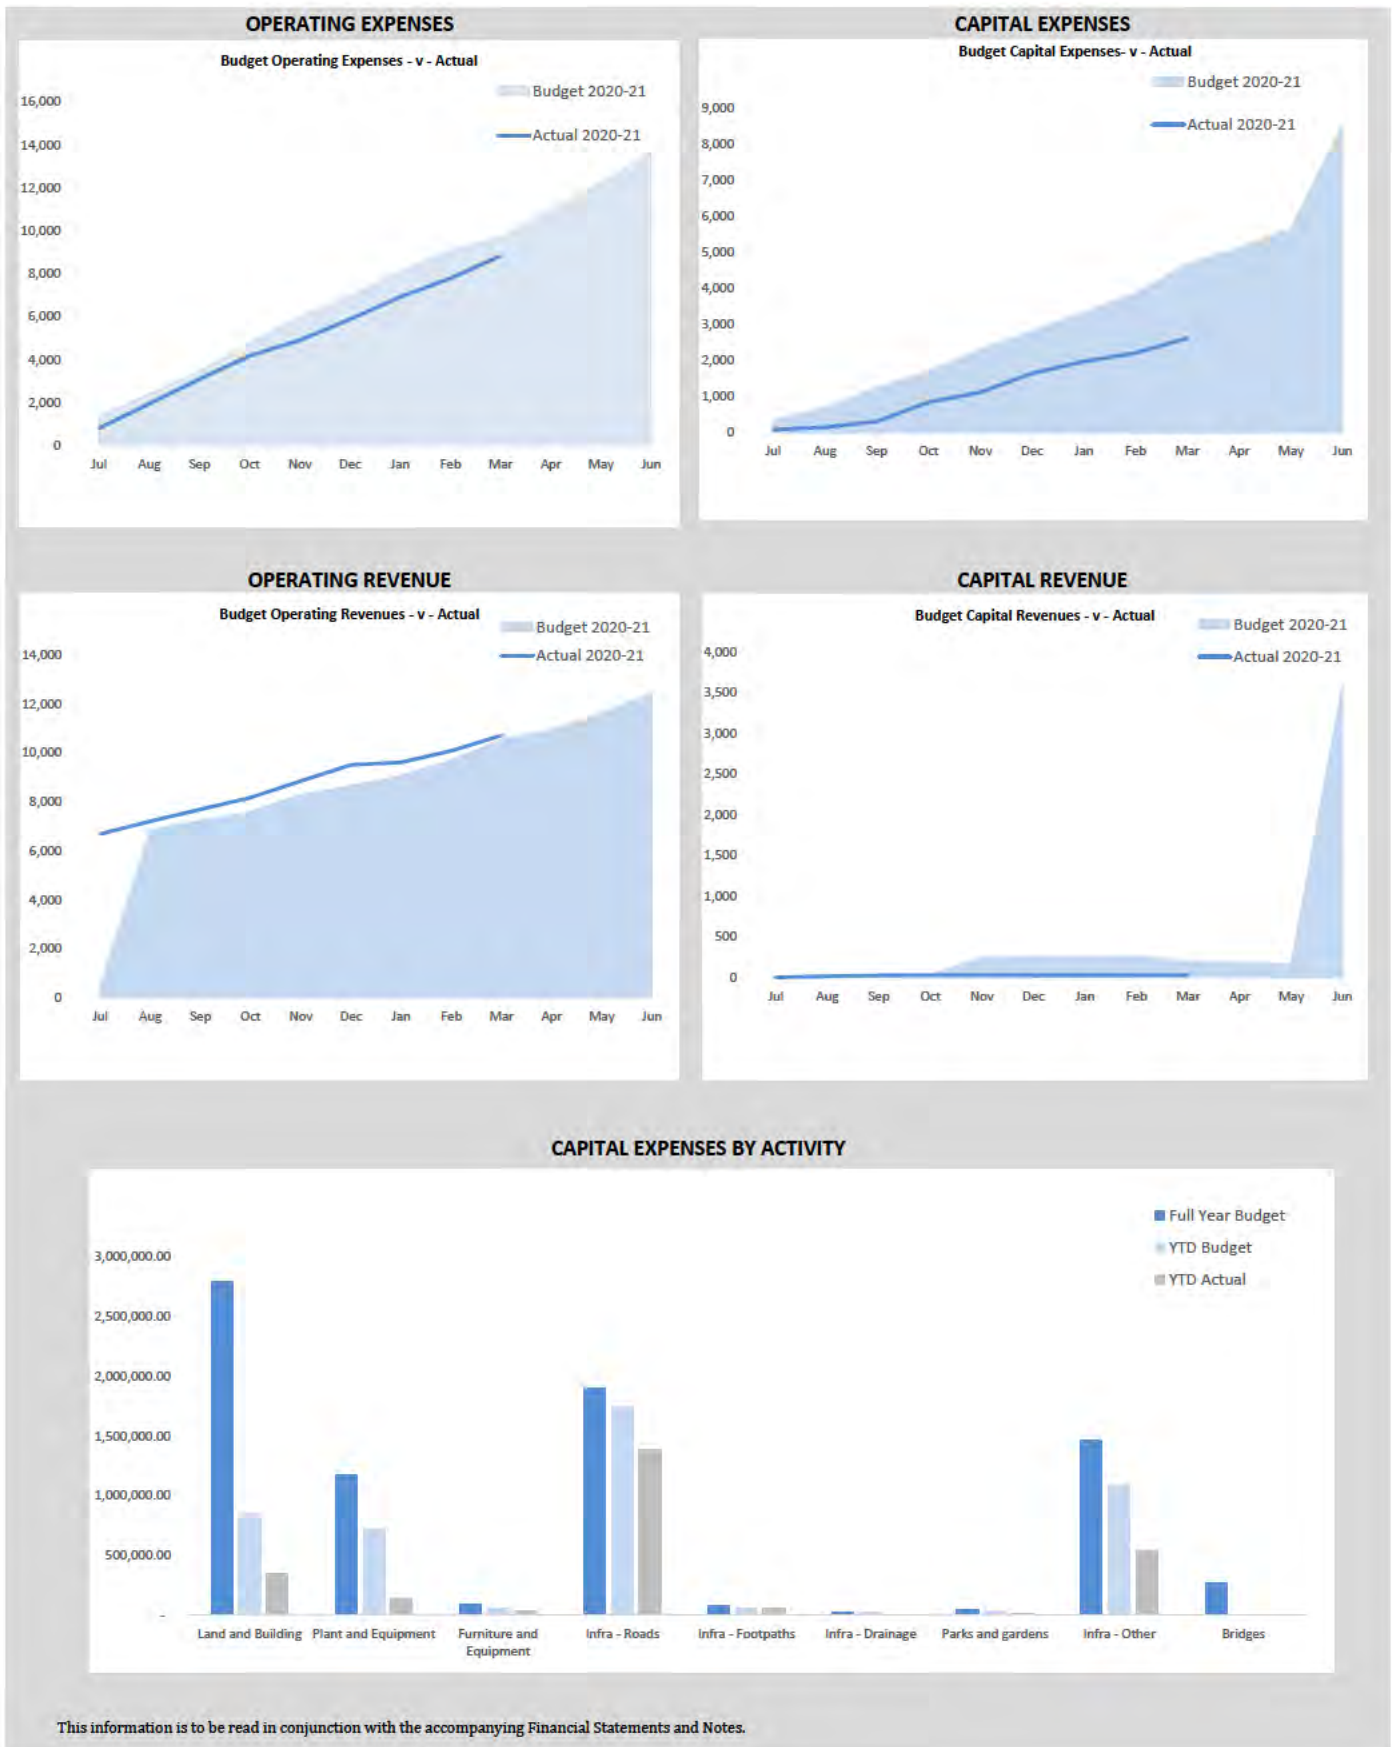 OPERATING EXPENSES
Budget Operating Expenses - v - Actual
Budget 2020-21
Actual 2020-21
16,000
14,000
12,000
10,000
8,000
6,000
4,000
2,000
0
Jul Aug Sep Oct Nov Dec Jan Feb Mar Apr May Jun
CAPITAL EXPENSES
Budget Capital Expenses- v - Actual
Budget 2020-21
Actual 2020-21
9,000
8,000
7,000
6,000
5,000
4,000
3,000
2,000
1,000
0
Jul Aug Sep Oct Nov Dec Jan Feb Mar Apr May Jun
OPERATING REVENUE
Budget Operating Revenues - v - Actual
Budget 2020-21
Actual 2020-21
14,000
12,000
10,000
8,000
6,000
4,000
2,000
0
Jul Aug Sep Oct Nov Dec Jan Feb Mar Apr May Jun
CAPITAL REVENUE
Budget Capital Revenues - v - Actual
Budget 2020-21
Actual 2020-21
4,000
3,500
3,000
2,500
2,000
1,500
1,000
500
0
Jul Aug Sep Oct Nov Dec Jan Feb Mar Apr May Jun
CAPITAL EXPENSES BY ACTIVITY
Full Year Budget
YTD Budget
YTD Actual
3,000,000.00
2,500,000.00
2,000,000.00
1,500,000.00
1,000,000.00
500,000.00
-
Land and Building Plant and Equipment Furniture and Infra - Roads Infra - Footpaths Infra - Drainage Parks and gardens Infra - Other Bridges
Equipment
This information is to be read in conjunction with the accompanying Financial Statements and Notes.